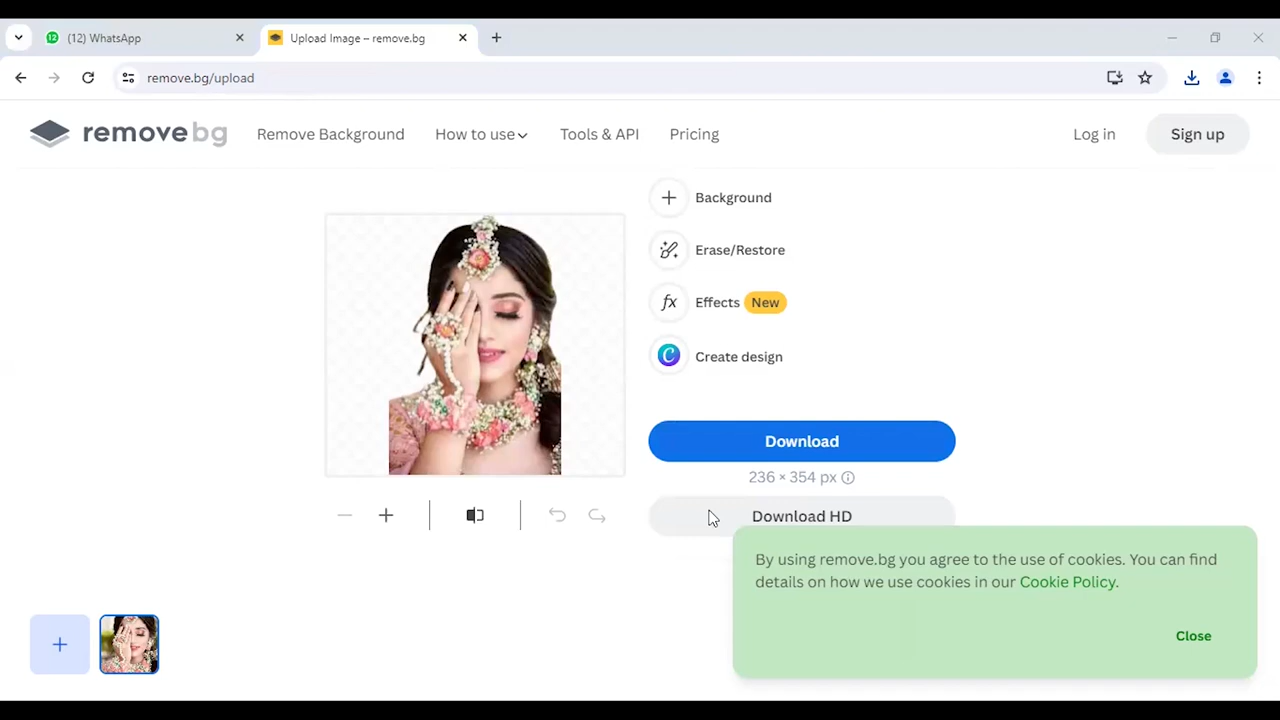 (12) WhatsApp
Upload Image – remove.bg
remove.bg/upload
remove bg
Remove Background
How to use
Tools & API
Pricing
Log in
Sign up
Background
Erase/Restore
fx
Effects New
C
Create design
Download
236 × 354 px
Download HD
By using remove.bg you agree to the use of cookies. You can find
details on how we use cookies in our Cookie Policy.
Close